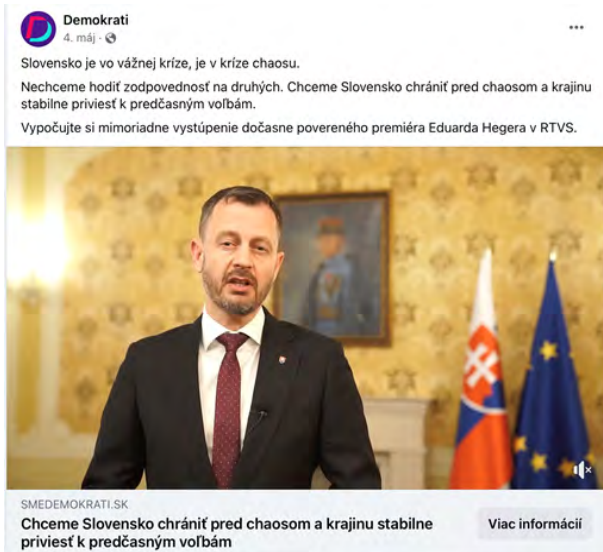 Demokrati
4. máj ·
Slovensko je vo vážnej kríze, je v kríze chaosu.
Nechceme hodiť zodpovednosť na druhých. Chceme Slovensko chrániť pred chaosom a krajinu
stabilne priviesť k predčasným voľbám.
Vypočujte si mimoriadne vystúpenie dočasne povereného premiéra Eduarda Hegera v RTVS.
SMEDEMOKRATI.SK
Chceme Slovensko chrániť pred chaosom a krajinu stabilne
priviesť k predčasným voľbám
Viac informácií